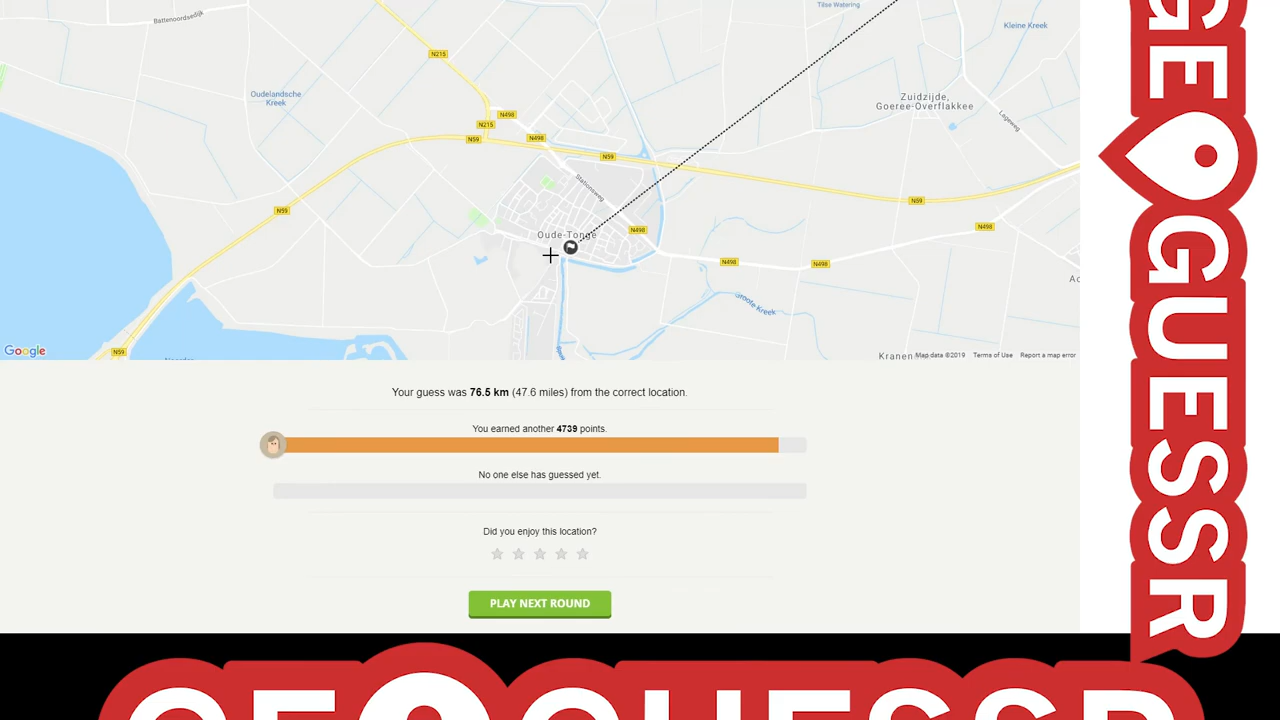 Battenoordsedijk
Tilse Watering
Kleine Kreek
N215
Oudelandsche
Kreek
Zuidzijde,
Goeree-Overflakkee
N498
N215
Lageweg
N498
N59
N59
Stationsweg
N59
N59
N498
N498
Oude-Tonge
N498
N498
Groote Kreek
N59
Google
Map data ©2019
Terms of Use
Report a map error
Your guess was 76.5 km (47.6 miles) from the correct location.
You earned another 4739 points.
No one else has guessed yet.
Did you enjoy this location?
PLAY NEXT ROUND
GEOGUESSR
GEOGUESSR